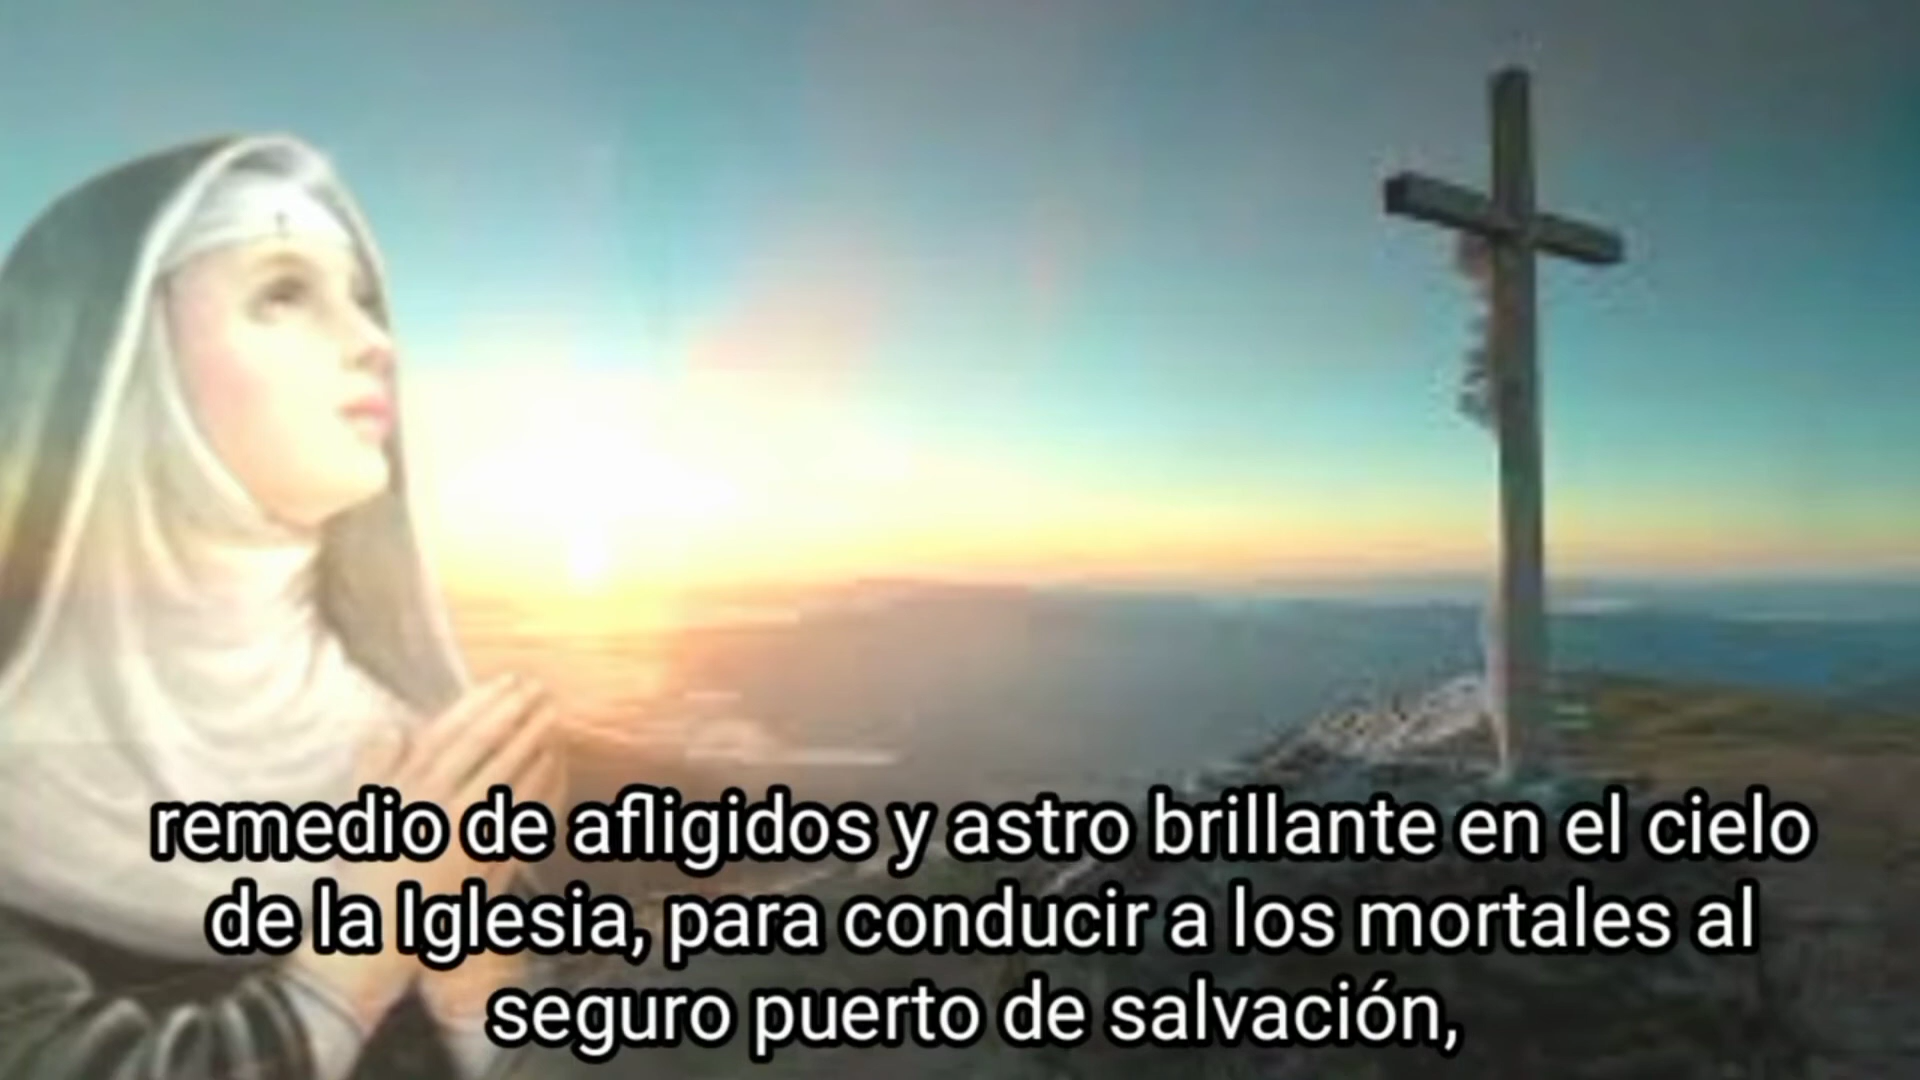 remedio de afligidos y astro brillante en el cielo
de la Iglesia, para conducir a los mortales al
seguro puerto de salvación,